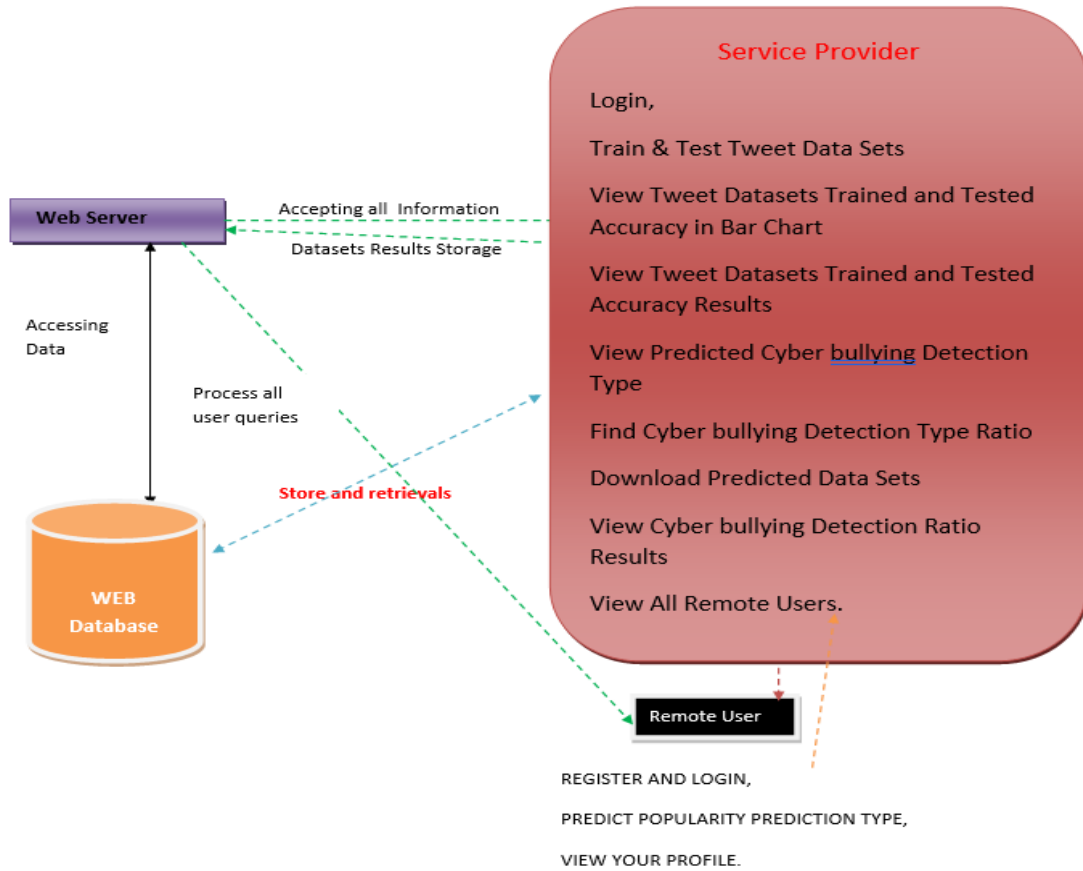 Service Provider
Login,
Train & Test Tweet Data Sets
View Tweet Datasets Trained and Tested
Accuracy in Bar Chart
View Tweet Datasets Trained and Tested
Accuracy Results
View Predicted Cyber bullying Detection
Type
Find Cyber bullying Detection Type Ratio
Download Predicted Data Sets
View Cyber bullying Detection Ratio
Results
View All Remote Users.
Web Server
Accepting all Information
Datasets Results Storage
Accessing
Data
Process all
user queries
Store and retrievals
WEB
Database
Remote User
REGISTER AND LOGIN,
PREDICT POPULARITY PREDICTION TYPE,
VIEW YOUR PROFILE.